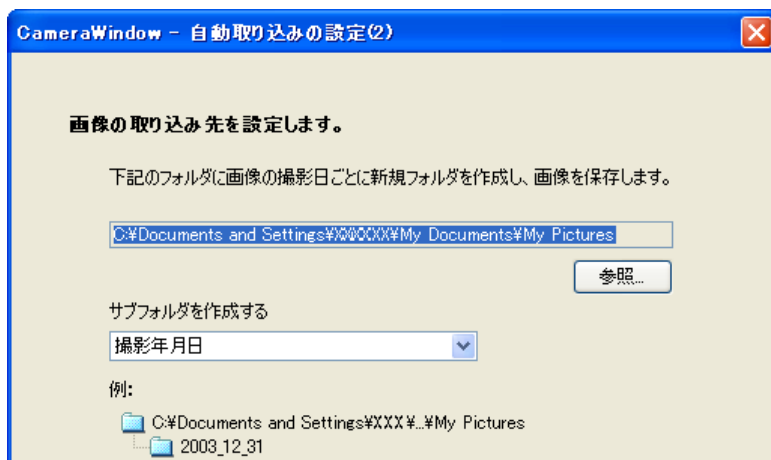 CameraWindow - 自動取り込みの設定(2)
画像の取り込み先を設定します。
下記のフォルダに画像の撮影日ごとに新規フォルダを作成し、画像を保存します。
C:¥Documents and Settings¥XXXXXX¥My Documents¥My Pictures
参照...
サブフォルダを作成する
撮影年月日
例:
C:¥Documents and Settings¥XXX¥...¥My Pictures
2003_12_31